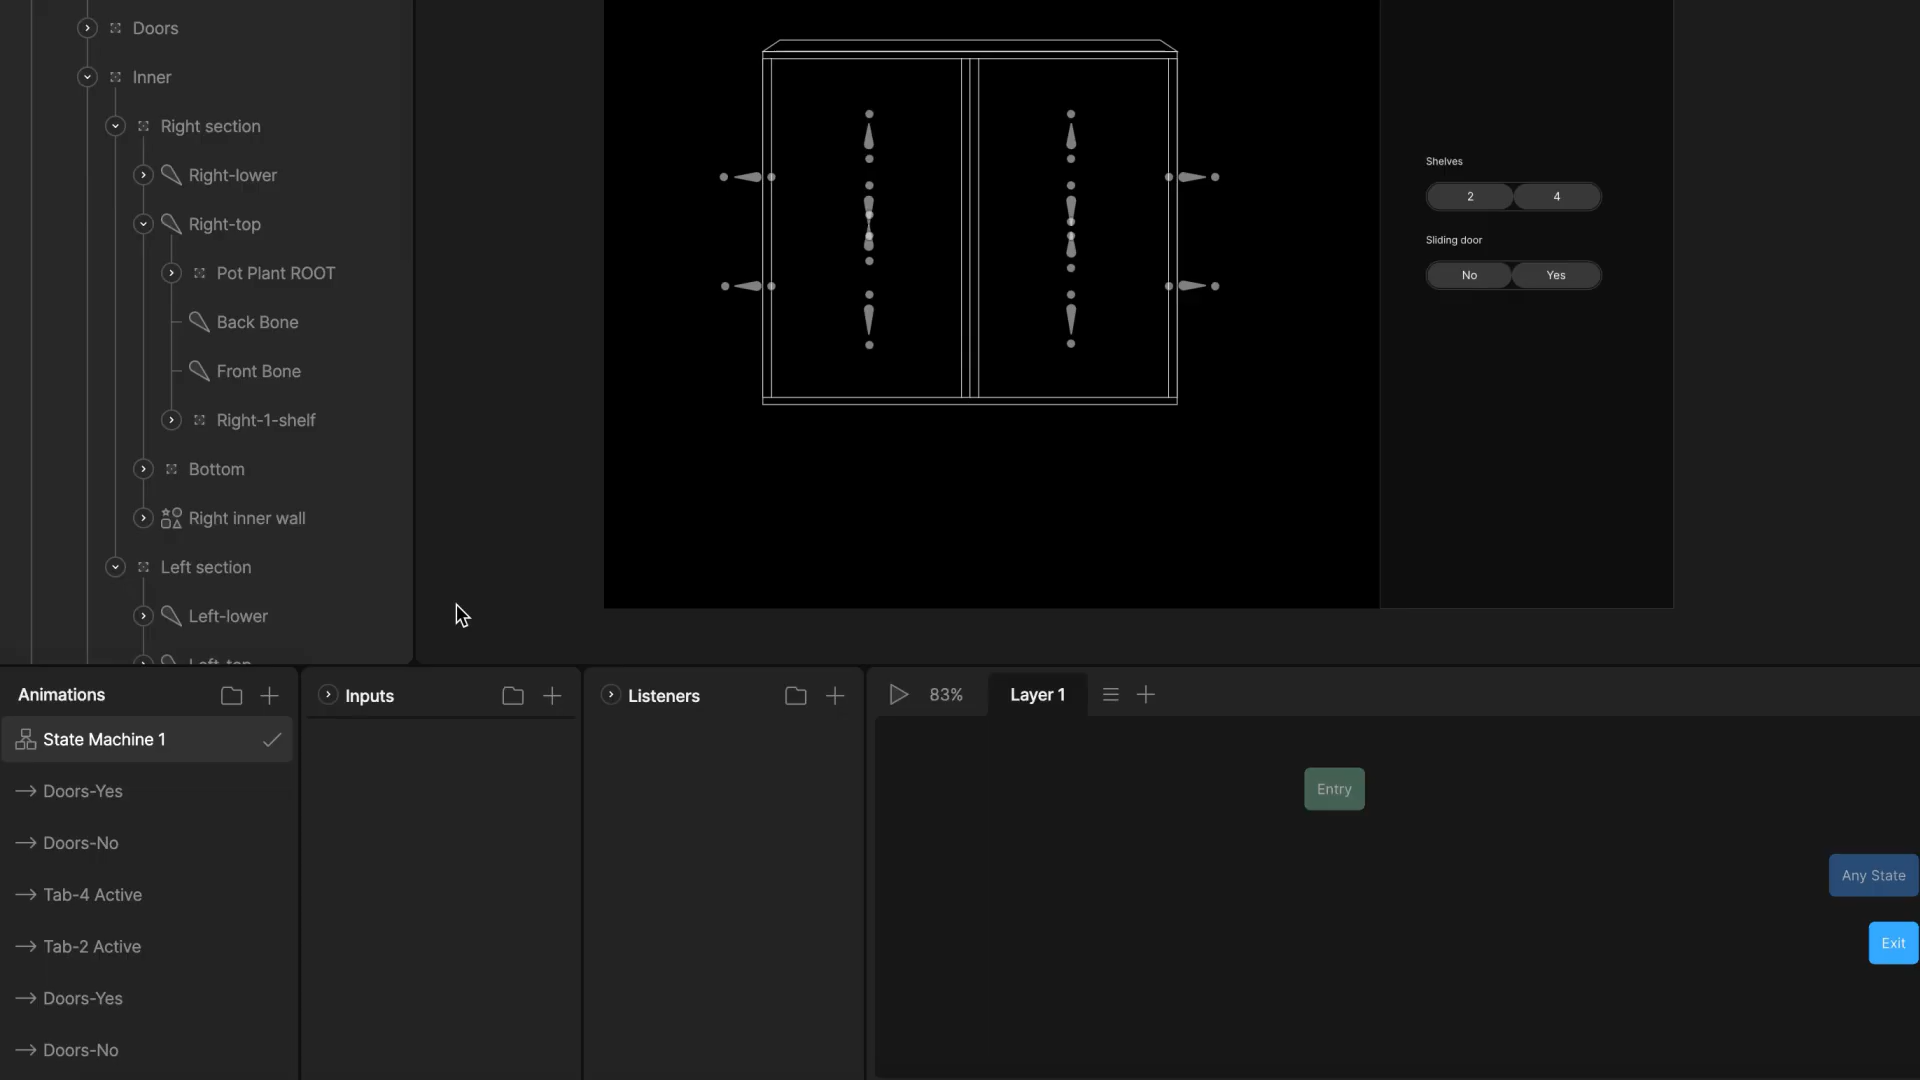 Doors
Inner
Right section
Right-lower
Right-top
Pot Plant ROOT
Back Bone
Front Bone
Right-1-shelf
Bottom
Right inner wall
Left section
Left-lower
Left-top
Shelves
2 4
Sliding door
No Yes
Animations
State Machine 1
Doors-Yes
Doors-No
Tab-4 Active
Tab-2 Active
Doors-Yes
Doors-No
Inputs
Listeners
83% Layer 1
Entry
Any State
Exit